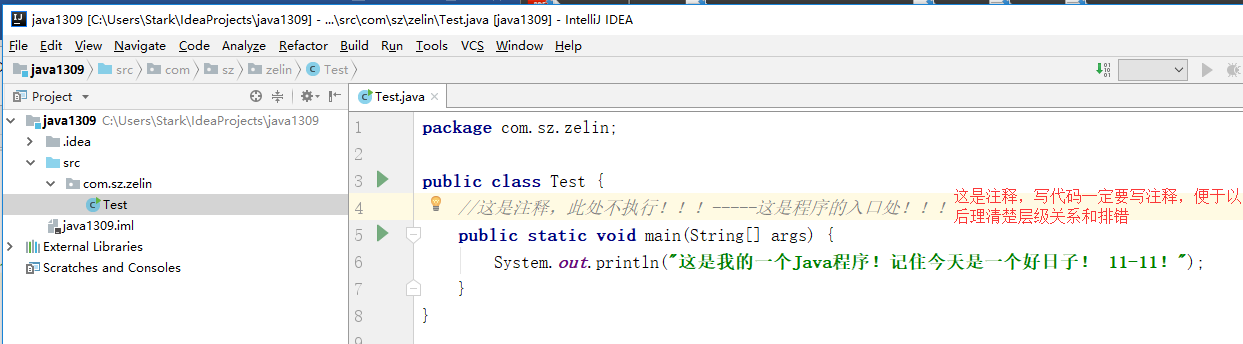 java1309 [C:\Users\Stark\IdeaProjects\java1309] - ...\src\com\sz\zelin\Test.java [java1309] - IntelliJ IDEA
File Edit View Navigate Code Analyze Refactor Build Run Tools VCS Window Help
java1309 src com sz zelin Test
Project
Test.java
java1309 C:\Users\Stark\IdeaProjects\java1309
.idea
src
com.sz.zelin
Test
java1309.iml
External Libraries
Scratches and Consoles
1 package com.sz.zelin;
2
3 public class Test {
4 //这是注释，此处不执行！！！-----这是程序的入口处！！！
5 public static void main(String[] args) {
6 System.out.println("这是我的一个Java程序！记住今天是一个好日子！ 11-11！");
7 }
8 }
9
这是注释，写代码一定要写注释，便于以
后理清楚层级关系和排错